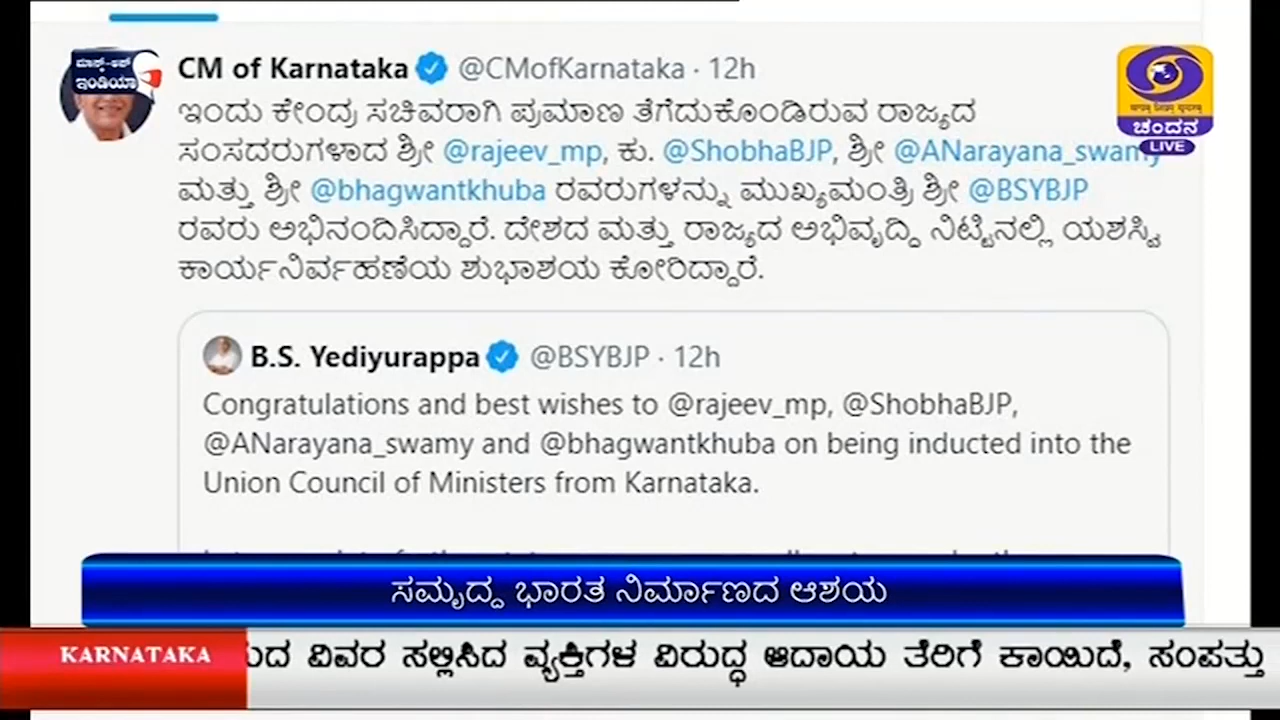 CM of Karnataka @CMofKarnataka · 12h
ಮಾಸ್ಕ್-ಅಪ್
ಇಂಡಿಯಾ
ಇಂದು ಕೇಂದ್ರ ಸಚಿವರಾಗಿ ಪ್ರಮಾಣ ತೆಗೆದುಕೊಂಡಿರುವ ರಾಜ್ಯದ
ಸಂಸದರುಗಳಾದ ಶ್ರೀ @rajeev_mp, ಕು. @ShobhaBJP, ಶ್ರೀ @ANarayana_swamy
ಮತ್ತು ಶ್ರೀ @bhagwantkhuba ರವರುಗಳನ್ನು ಮುಖ್ಯಮಂತ್ರಿ ಶ್ರೀ @BSYBJP
ರವರು ಅಭಿನಂದಿಸಿದ್ದಾರೆ. ದೇಶದ ಮತ್ತು ರಾಜ್ಯದ ಅಭಿವೃದ್ಧಿ ನಿಟ್ಟಿನಲ್ಲಿ ಯಶಸ್ವಿ
ಕಾರ್ಯನಿರ್ವಹಣೆಯ ಶುಭಾಶಯ ಕೋರಿದ್ದಾರೆ.
ಚಂದನ
LIVE
B.S. Yediyurappa @BSYBJP · 12h
Congratulations and best wishes to @rajeev_mp, @ShobhaBJP,
@ANarayana_swamy and @bhagwantkhuba on being inducted into the
Union Council of Ministers from Karnataka.
ಸಮೃದ್ಧ ಭಾರತ ನಿರ್ಮಾಣದ ಆಶಯ
KARNATAKA
ವಿವರ ಸಲ್ಲಿಸಿದ ವ್ಯಕ್ತಿಗಳ ವಿರುದ್ಧ ಆದಾಯ ತೆರಿಗೆ ಕಾಯಿದೆ, ಸಂಪತ್ತು